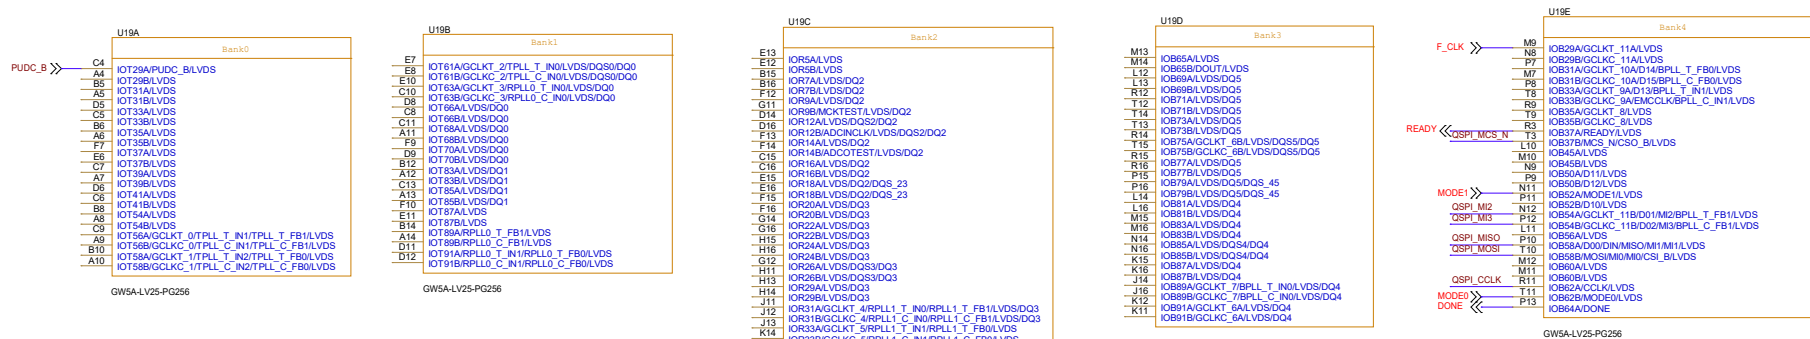 U19A
Bank0
PUDC_B C4 IOT29A/PUDC_B/LVDS
A4 IOT29B/LVDS
B5 IOT31A/LVDS
A5 IOT31B/LVDS
D5 IOT33A/LVDS
C5 IOT33B/LVDS
B6 IOT35A/LVDS
A6 IOT35B/LVDS
F7 IOT37A/LVDS
E6 IOT37B/LVDS
C7 IOT39A/LVDS
A7 IOT39B/LVDS
D6 IOT41A/LVDS
C6 IOT41B/LVDS
B8 IOT54A/LVDS
A8 IOT54B/LVDS
C9 IOT56A/GCLKT_0/TPLL_T_IN1/TPLL_T_FB1/LVDS
A9 IOT56B/GCLKC_0/TPLL_C_IN1/TPLL_C_FB1/LVDS
B10 IOT58A/GCLKT_1/TPLL_T_IN2/TPLL_T_FB0/LVDS
A10 IOT58B/GCLKC_1/TPLL_C_IN2/TPLL_C_FB0/LVDS
GW5A-LV25-PG256
U19B
Bank1
E7 IOT61A/GCLKT_2/TPLL_T_IN0/LVDS/DQS0/DQ0
E8 IOT61B/GCLKC_2/TPLL_C_IN0/LVDS/DQS0/DQ0
E10 IOT63A/GCLKT_3/RPLL0_T_IN0/LVDS/DQ0
C10 IOT63B/GCLKC_3/RPLL0_C_IN0/LVDS/DQ0
D8 IOT66A/LVDS/DQ0
C8 IOT66B/LVDS/DQ0
C11 IOT68A/LVDS/DQ0
A11 IOT68B/LVDS/DQ0
F9 IOT70A/LVDS/DQ0
D9 IOT70B/LVDS/DQ0
B12 IOT83A/LVDS/DQ1
A12 IOT83B/LVDS/DQ1
C13 IOT85A/LVDS/DQ1
A13 IOT85B/LVDS/DQ1
F10 IOT87A/LVDS
E11 IOT87B/LVDS
B14 IOT89A/RPLL0_T_FB1/LVDS
A14 IOT89B/RPLL0_C_FB1/LVDS
D11 IOT91A/RPLL0_T_IN1/RPLL0_T_FB0/LVDS
D12 IOT91B/RPLL0_C_IN1/RPLL0_C_FB0/LVDS
GW5A-LV25-PG256
U19C
Bank2
E13 IOR5A/LVDS
E12 IOR5B/LVDS
B15 IOR7A/LVDS/DQ2
B16 IOR7B/LVDS/DQ2
F12 IOR9A/LVDS/DQ2
G11 IOR9B/MCKTEST/LVDS/DQ2
D14 IOR12A/LVDS/DQS2/DQ2
D16 IOR12B/ADCINCLK/LVDS/DQS2/DQ2
F13 IOR14A/LVDS/DQ2
F14 IOR14B/ADCOTEST/LVDS/DQ2
C15 IOR16A/LVDS/DQ2
C16 IOR16B/LVDS/DQ2
E15 IOR18A/LVDS/DQ2/DQS_23
E16 IOR18B/LVDS/DQ2/DQS_23
F15 IOR20A/LVDS/DQ3
F16 IOR20B/LVDS/DQ3
G14 IOR22A/LVDS/DQ3
G16 IOR22B/LVDS/DQ3
H15 IOR24A/LVDS/DQ3
H16 IOR24B/LVDS/DQ3
G12 IOR26A/LVDS/DQS3/DQ3
H11 IOR26B/LVDS/DQS3/DQ3
H13 IOR29A/LVDS/DQ3
H14 IOR29B/LVDS/DQ3
J11 IOR31A/GCLKT_4/RPLL1_T_IN0/RPLL1_T_FB1/LVDS/DQ3
J12 IOR31B/GCLKC_4/RPLL1_C_IN0/RPLL1_C_FB1/LVDS/DQ3
J13 IOR33A/GCLKT_5/RPLL1_T_IN1/RPLL1_T_FB0/LVDS
K14 IOR33B/GCLKC_5/RPLL1_C_IN1/RPLL1_C_FB0/LVDS
U19D
Bank3
M13 IOB65A/LVDS
M14 IOB65B/DOUT/LVDS
L12 IOB69A/LVDS/DQ5
L13 IOB69B/LVDS/DQ5
R12 IOB71A/LVDS/DQ5
T12 IOB71B/LVDS/DQ5
T14 IOB73A/LVDS/DQ5
T13 IOB73B/LVDS/DQ5
R14 IOB75A/GCLKT_6B/LVDS/DQS5/DQ5
T15 IOB75B/GCLKC_6B/LVDS/DQS5/DQ5
R15 IOB77A/LVDS/DQ5
R16 IOB77B/LVDS/DQ5
P15 IOB79A/LVDS/DQ5/DQS_45
P16 IOB79B/LVDS/DQ5/DQS_45
L14 IOB81A/LVDS/DQ4
L16 IOB81B/LVDS/DQ4
M15 IOB83A/LVDS/DQ4
M16 IOB83B/LVDS/DQ4
N14 IOB85A/LVDS/DQS4/DQ4
N16 IOB85B/LVDS/DQS4/DQ4
K15 IOB87A/LVDS/DQ4
K16 IOB87B/LVDS/DQ4
J14 IOB89A/GCLKT_7/BPLL_T_IN0/LVDS/DQ4
J16 IOB89B/GCLKC_7/BPLL_C_IN0/LVDS/DQ4
K12 IOB91A/GCLKT_6A/LVDS/DQ4
K11 IOB91B/GCLKC_6A/LVDS/DQ4
U19E
Bank4
F_CLK M9 IOB29A/GCLKT_11A/LVDS
N8 IOB29B/GCLKC_11A/LVDS
P7 IOB31A/GCLKT_10A/D14/BPLL_T_FB0/LVDS
M7 IOB31B/GCLKC_10A/D15/BPLL_C_FB0/LVDS
P8 IOB33A/GCLKT_9A/D13/BPLL_T_IN1/LVDS
T8 IOB33B/GCLKC_9A/EMCCLK/BPLL_C_IN1/LVDS
R9 IOB35A/GCLKT_8/LVDS
T9 IOB35B/GCLKC_8/LVDS
READY R3 IOB37A/READY/LVDS
QSPI_MCS_N T3 IOB37B/MCS_N/CSO_B/LVDS
L10 IOB45A/LVDS
M10 IOB45B/LVDS
N9 IOB50A/D11/LVDS
P9 IOB50B/D12/LVDS
MODE1 N11 IOB52A/MODE1/LVDS
P11 IOB52B/D10/LVDS
QSPI_MI2 N12 IOB54A/GCLKT_11B/D01/MI2/BPLL_T_FB1/LVDS
QSPI_MI3 P12 IOB54B/GCLKC_11B/D02/MI3/BPLL_C_FB1/LVDS
L11 IOB56A/LVDS
QSPI_MISO P10 IOB58A/D00/DIN/MISO/MI1/MI1/LVDS
QSPI_MOSI T10 IOB58B/MOSI/MI0/MI0/CSI_B/LVDS
M12 IOB60A/LVDS
M11 IOB60B/LVDS
QSPI_CCLK R11 IOB62A/CCLK/LVDS
MODE0 T11 IOB62B/MODE0/LVDS
DONE P13 IOB64A/DONE
GW5A-LV25-PG256